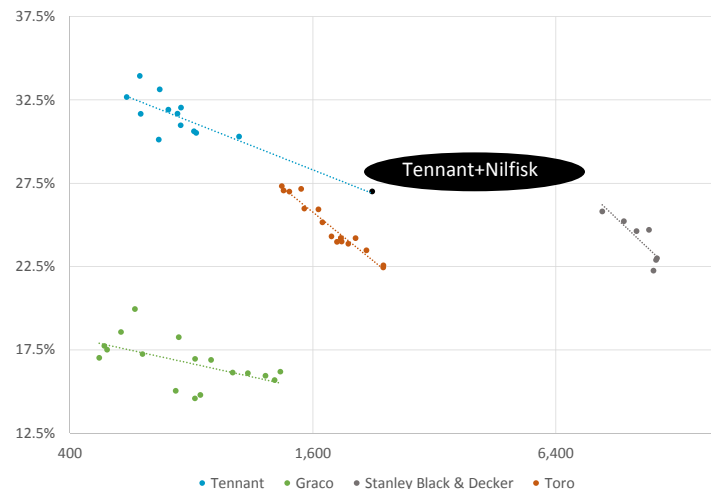 37.5%
32.5%
Tennant+Nilfisk
27.5%
22.5%
17.5%
12.5%
400 1,600 6,400
Tennant Graco Stanley Black & Decker Toro